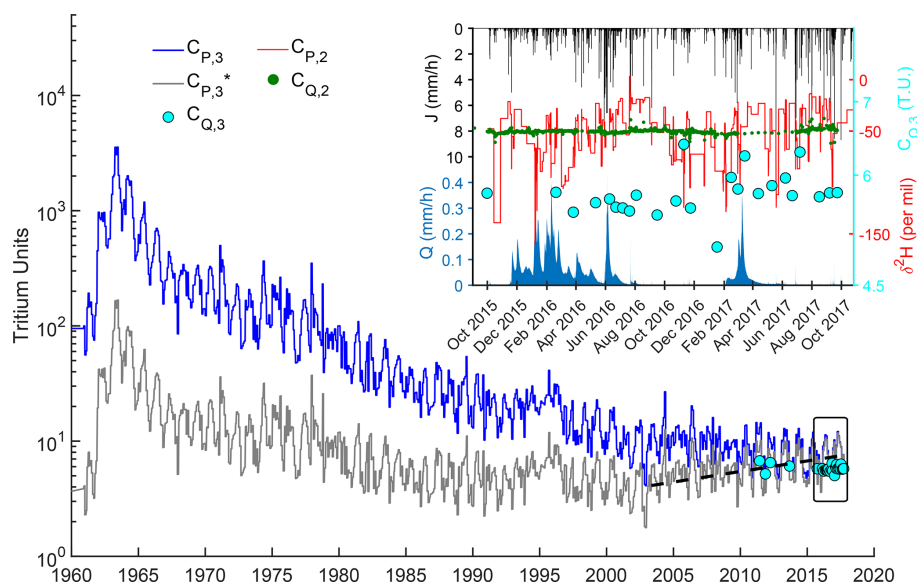 C_P,3
C_P,2
C_P,3*
C_Q,2
C_Q,3
Tritium Units
10^4
10^3
10^2
10^1
10^0
1960 1965 1970 1975 1980 1985 1990 1995 2000 2005 2010 2015 2020
J (mm/h)
0
2
4
6
8
10
Q (mm/h)
0.4
0.3
0.2
0.1
0
Oct 2015 Dec 2015 Feb 2016 Apr 2016 Jun 2016 Aug 2016 Oct 2016 Dec 2016 Feb 2017 Apr 2017 Jun 2017 Aug 2017 Oct 2017
0
-50
-150
δ^2H (per mil)
7
6
4.5
C_Q,3 (T.U.)